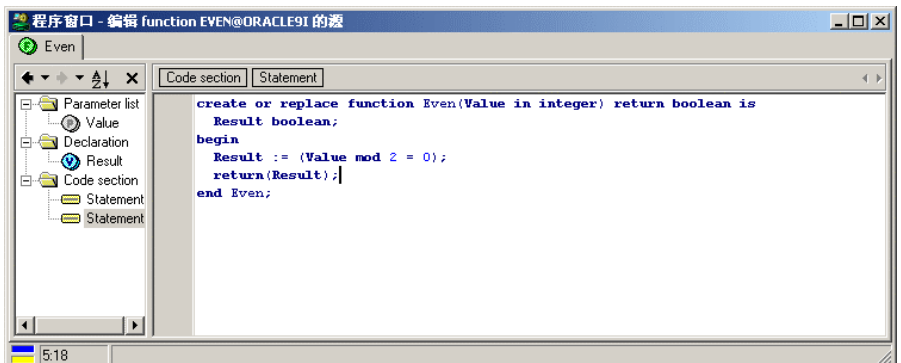 程序窗口 - 编辑 function EVEN@ORACLE9I 的源
Even
Code section Statement
Parameter list
Value
Declaration
Result
Code section
Statement
Statement
create or replace function Even(Value in integer) return boolean is
Result boolean;
begin
Result := (Value mod 2 = 0);
return(Result);
end Even;
5:18